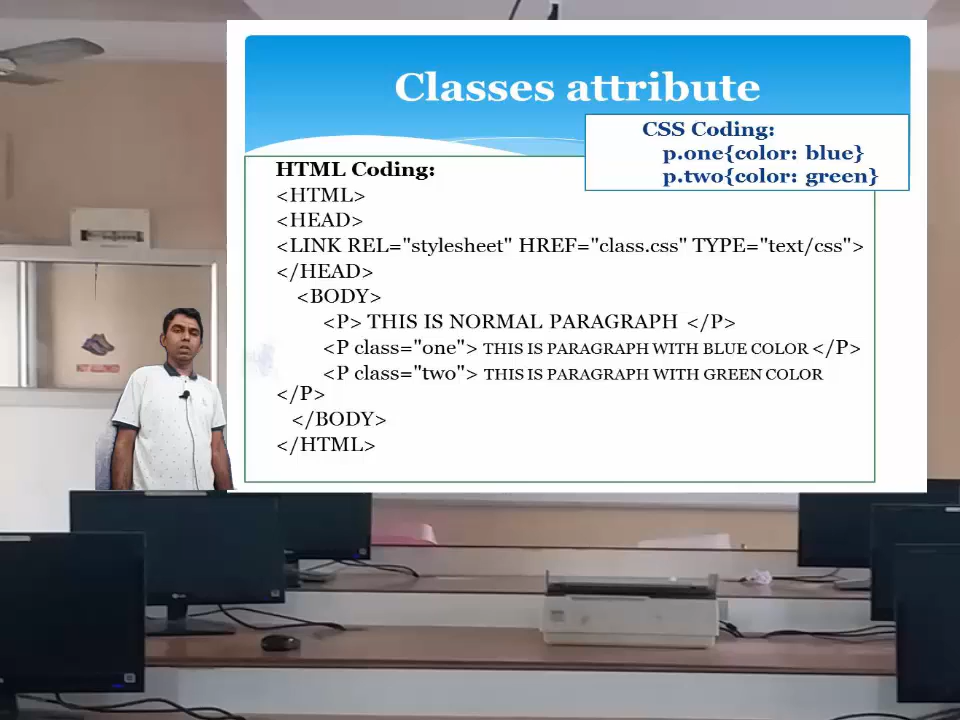 Classes attribute
CSS Coding:
p.one{color: blue}
p.two{color: green}
HTML Coding:
<HTML>
<HEAD>
<LINK REL="stylesheet" HREF="class.css" TYPE="text/css">
</HEAD>
<BODY>
<P> THIS IS NORMAL PARAGRAPH </P>
<P class="one"> THIS IS PARAGRAPH WITH BLUE COLOR </P>
<P class="two"> THIS IS PARAGRAPH WITH GREEN COLOR
</P>
</BODY>
</HTML>
NOT ALLOWED